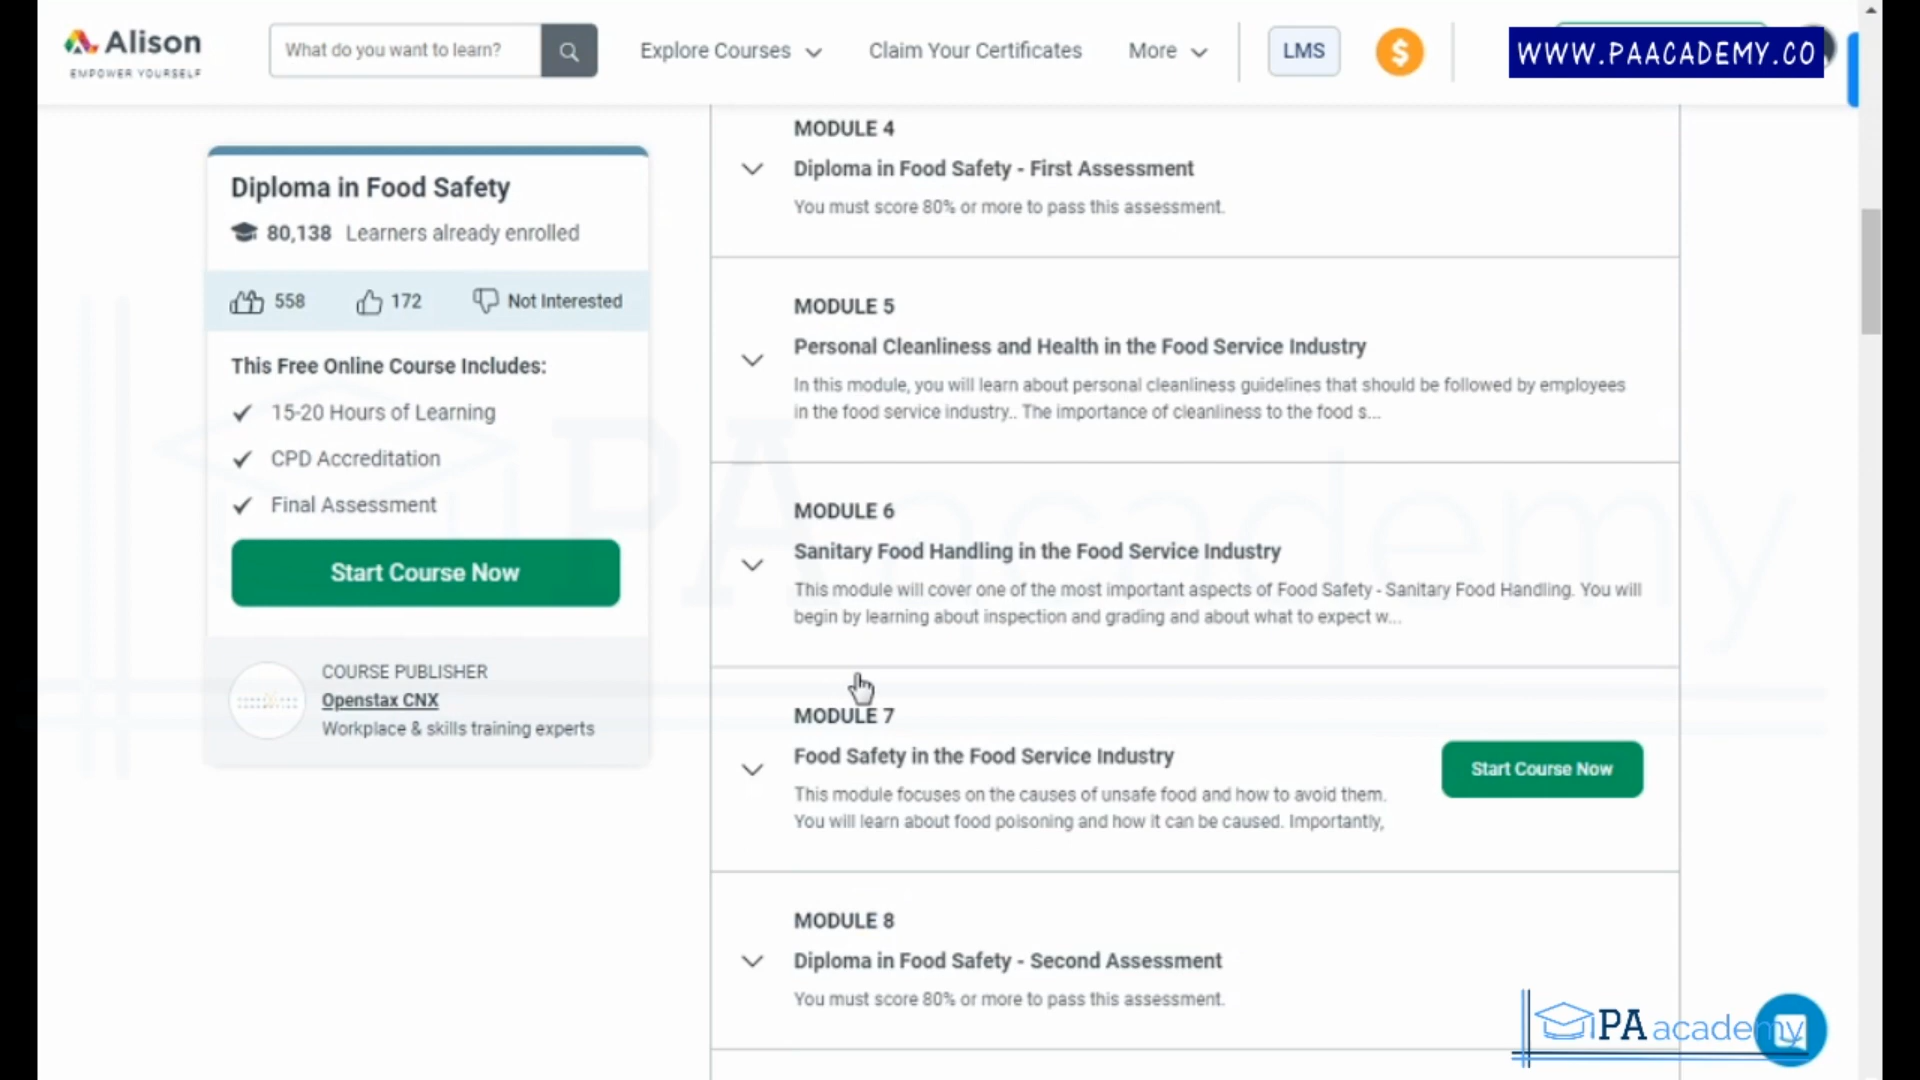 Alison
EMPOWER YOURSELF
What do you want to learn?
Explore Courses
Claim Your Certificates
More
LMS
$
WWW.PAACADEMY.CO
Diploma in Food Safety
80,138 Learners already enrolled
558
172
Not Interested
This Free Online Course Includes:
15-20 Hours of Learning
CPD Accreditation
Final Assessment
Start Course Now
COURSE PUBLISHER
Openstax CNX
Workplace & skills training experts
MODULE 4
Diploma in Food Safety - First Assessment
You must score 80% or more to pass this assessment.
MODULE 5
Personal Cleanliness and Health in the Food Service Industry
In this module, you will learn about personal cleanliness guidelines that should be followed by employees
in the food service industry.. The importance of cleanliness to the food s...
MODULE 6
Sanitary Food Handling in the Food Service Industry
This module will cover one of the most important aspects of Food Safety - Sanitary Food Handling. You will
begin by learning about inspection and grading and about what to expect w...
MODULE 7
Food Safety in the Food Service Industry
This module focuses on the causes of unsafe food and how to avoid them.
You will learn about food poisoning and how it can be caused. Importantly,
Start Course Now
MODULE 8
Diploma in Food Safety - Second Assessment
You must score 80% or more to pass this assessment.
PA academy
PA academy